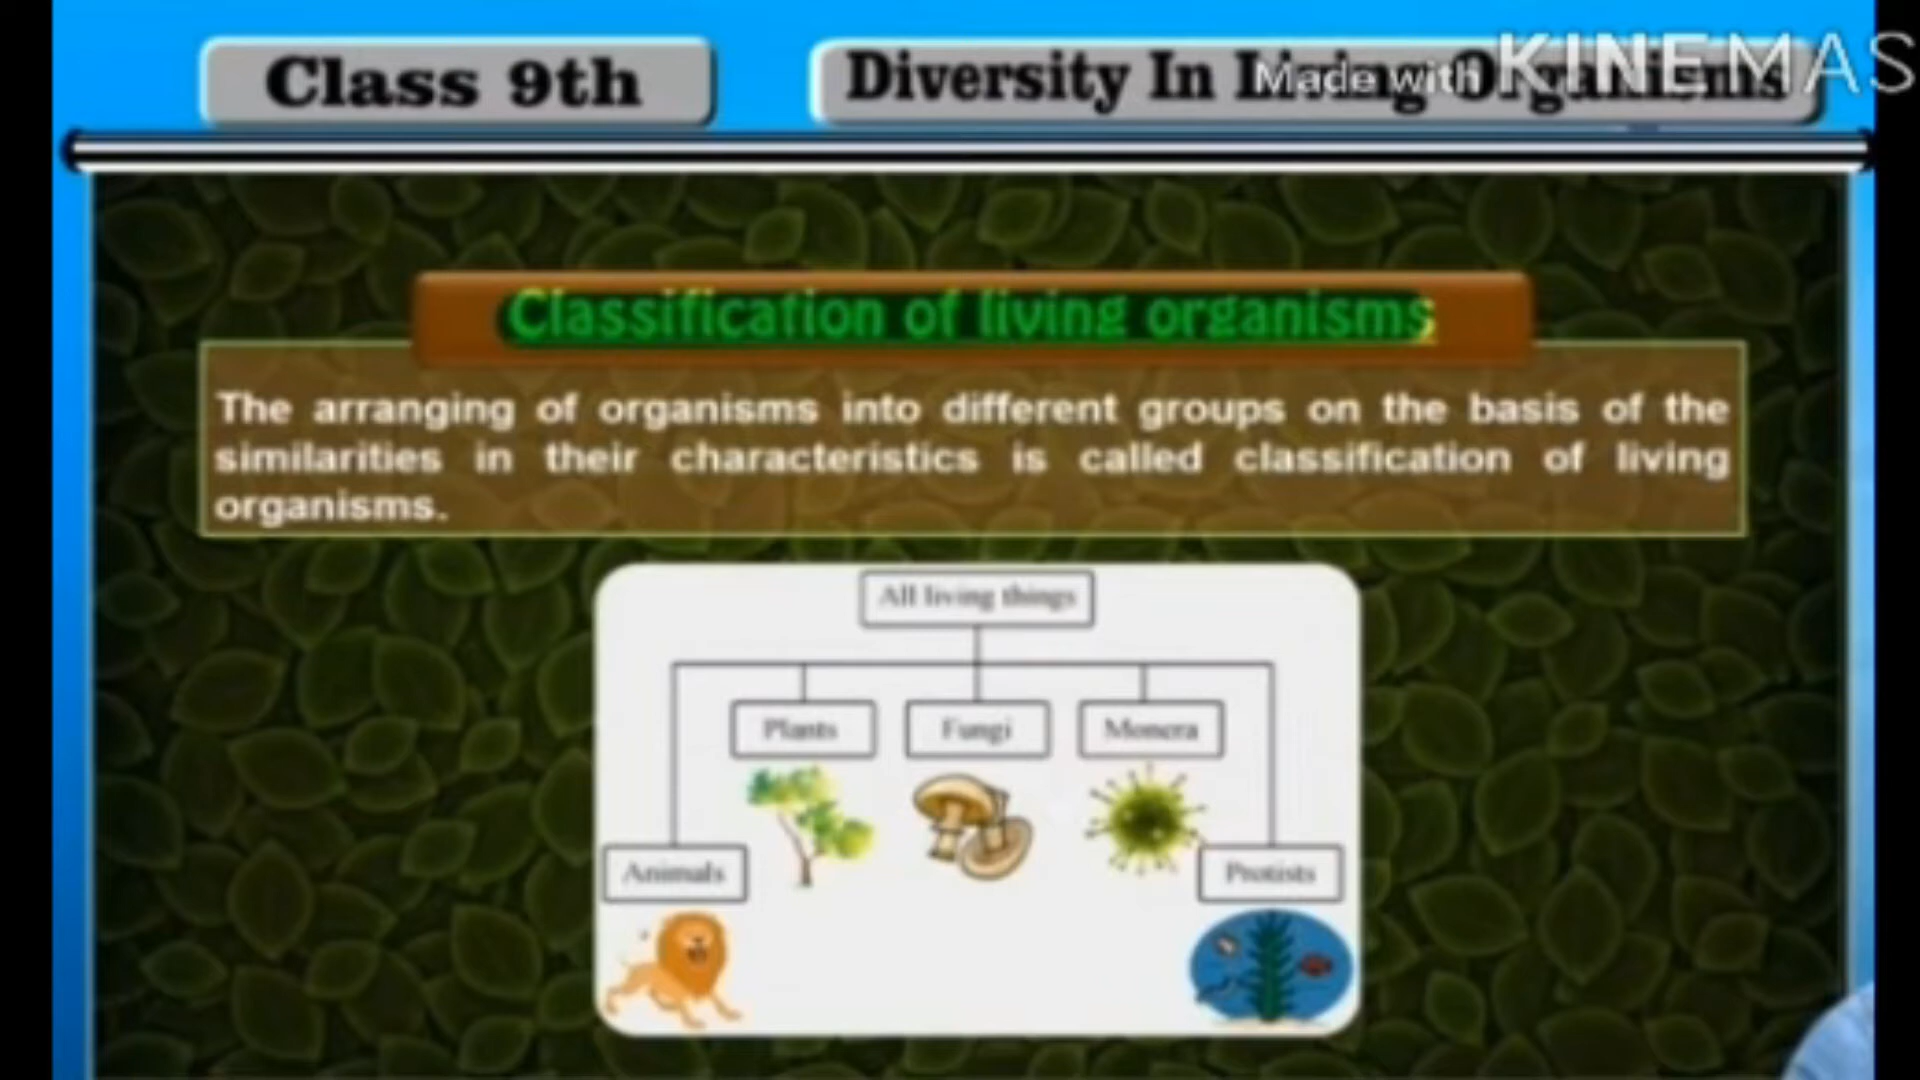 Class 9th
Diversity In Living Organisms
Made with KINEMAS
Classification of living organisms
The arranging of organisms into different groups on the basis of the
similarities in their characteristics is called classification of living
organisms.
All living things
Plants Fungi Monera
Animals Protists